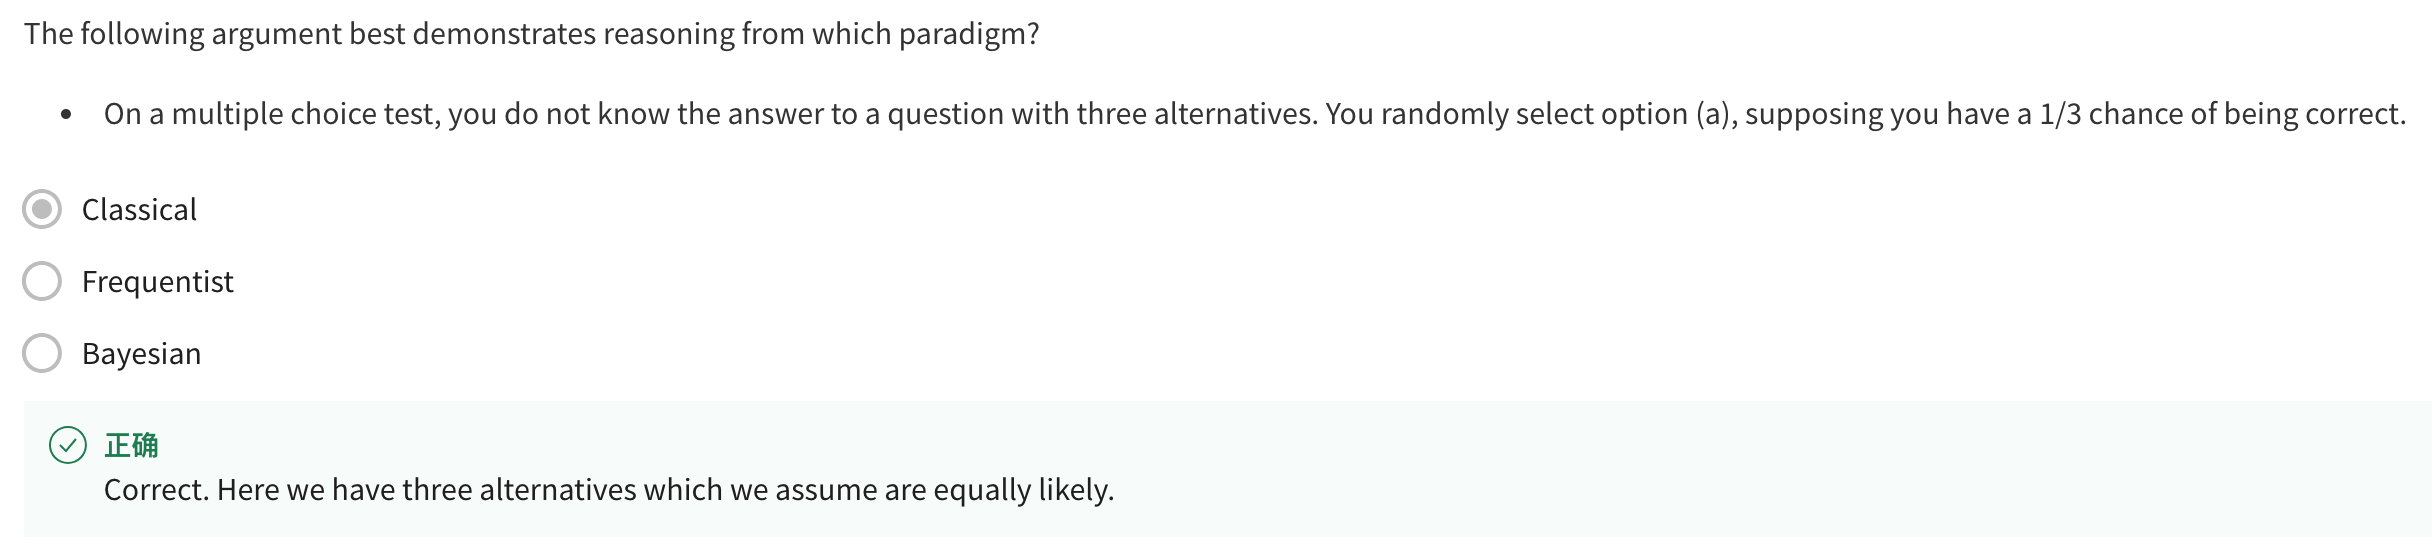 The following argument best demonstrates reasoning from which paradigm?
• On a multiple choice test, you do not know the answer to a question with three alternatives. You randomly select option (a), supposing you have a 1/3 chance of being correct.
Classical
Frequentist
Bayesian
正确
Correct. Here we have three alternatives which we assume are equally likely.